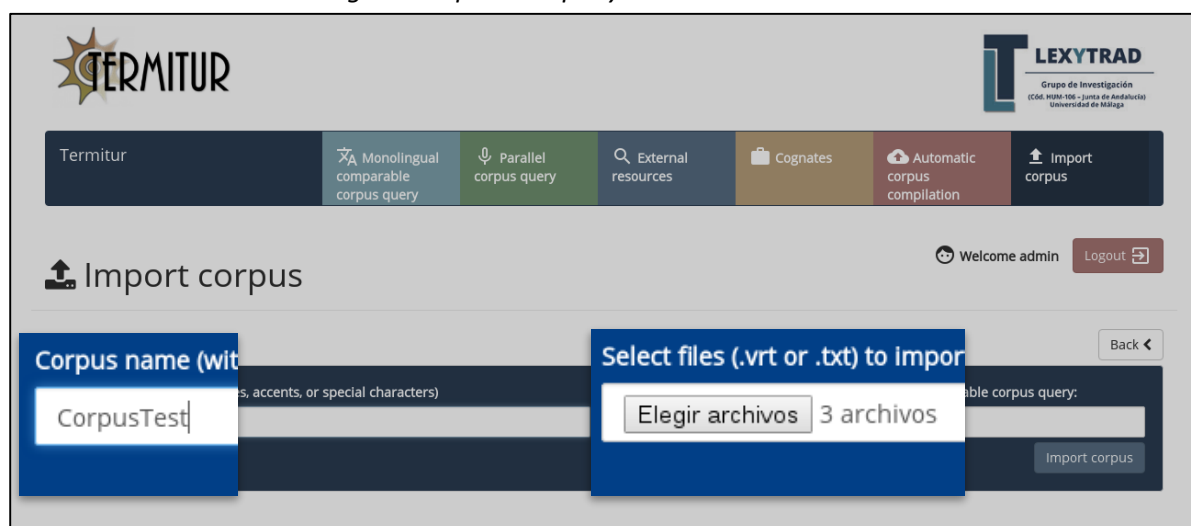 TERMITUR
LEXYTRAD
Grupo de Investigación
(Cód. HUM-106 – Junta de Andalucía)
Universidad de Málaga
Termitur
Monolingual
comparable
corpus query
Parallel
corpus query
External
resources
Cognates
Automatic
corpus
compilation
Import
corpus
Import corpus
Welcome admin
Logout
Back
Corpus name (wit
es, accents, or special characters)
CorpusTest
Select files (.vrt or .txt) to impor
able corpus query:
Elegir archivos 3 archivos
Import corpus